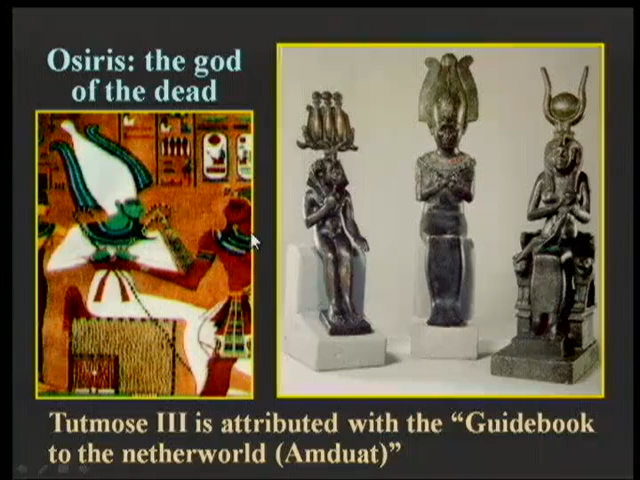 Osiris: the god
of the dead
Tutmose III is attributed with the “Guidebook
to the netherworld (Amduat)”